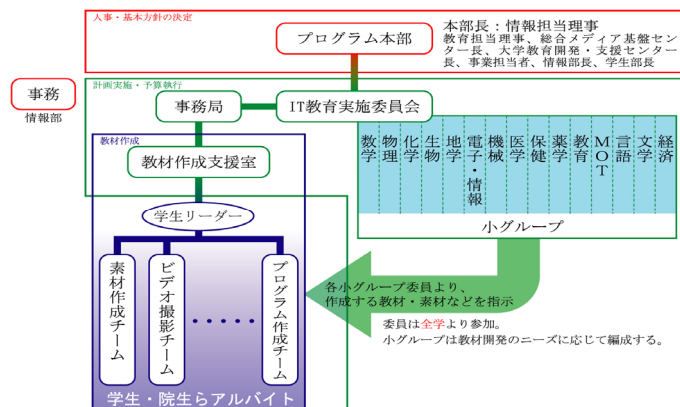 人事・基本方針の決定
プログラム本部
本部長：情報担当理事
教育担当理事、総合メディア基盤セン
ター長、大学教育開発・支援センター
長、事業担当者、情報部長、学生部長
事務
情報部
計画実施・予算執行
事務局
IT教育実施委員会
教材作成
教材作成支援室
数学
物理
化学
生物
地学
電子・情報
機械
医学
保健
薬学
教育
MOT
言語
文学
経済
小グループ
学生リーダー
素材作成チーム
ビデオ撮影チーム
・・・・・
プログラム作成チーム
学生・院生らアルバイト
各小グループ委員より、
作成する教材・素材などを指示
委員は全学より参加。
小グループは教材開発のニーズに応じて編成する。